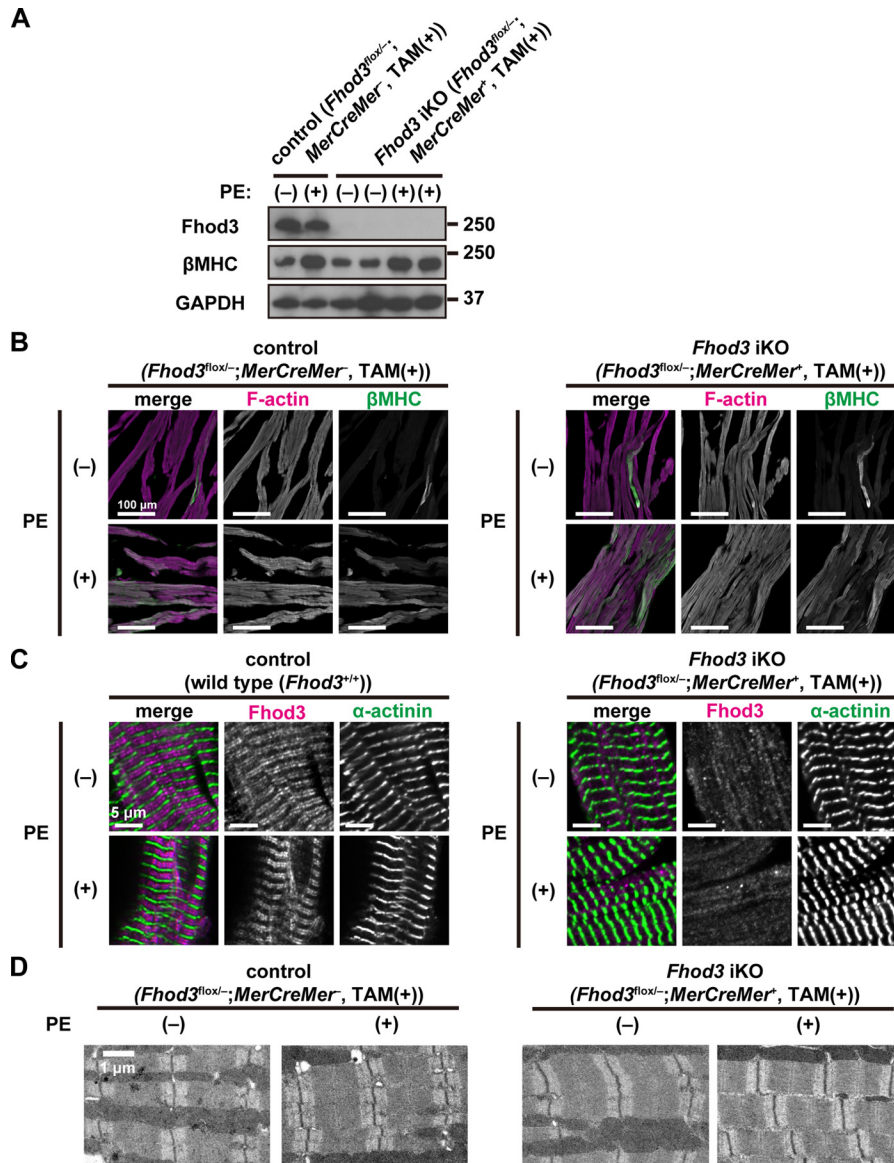 A
control (Fhod3flox/–;
MerCreMer–, TAM(+))
Fhod3 iKO (Fhod3flox/–;
MerCreMer+, TAM(+))
PE: (–) (+) (–) (–) (+) (+)
Fhod3 250
βMHC 250
GAPDH 37
B
control
(Fhod3flox/–;MerCreMer–, TAM(+))
merge F-actin βMHC
PE
(–)
100 µm
(+)
Fhod3 iKO
(Fhod3flox/–;MerCreMer+, TAM(+))
merge F-actin βMHC
PE
(–)
(+)
C
control
(wild type (Fhod3+/+))
merge Fhod3 α-actinin
PE
(–)
5 µm
(+)
Fhod3 iKO
(Fhod3flox/–;MerCreMer+, TAM(+))
merge Fhod3 α-actinin
PE
(–)
(+)
D
control
(Fhod3flox/–;MerCreMer–, TAM(+))
PE (–) (+)
1 µm
Fhod3 iKO
(Fhod3flox/–;MerCreMer+, TAM(+))
(–) (+)